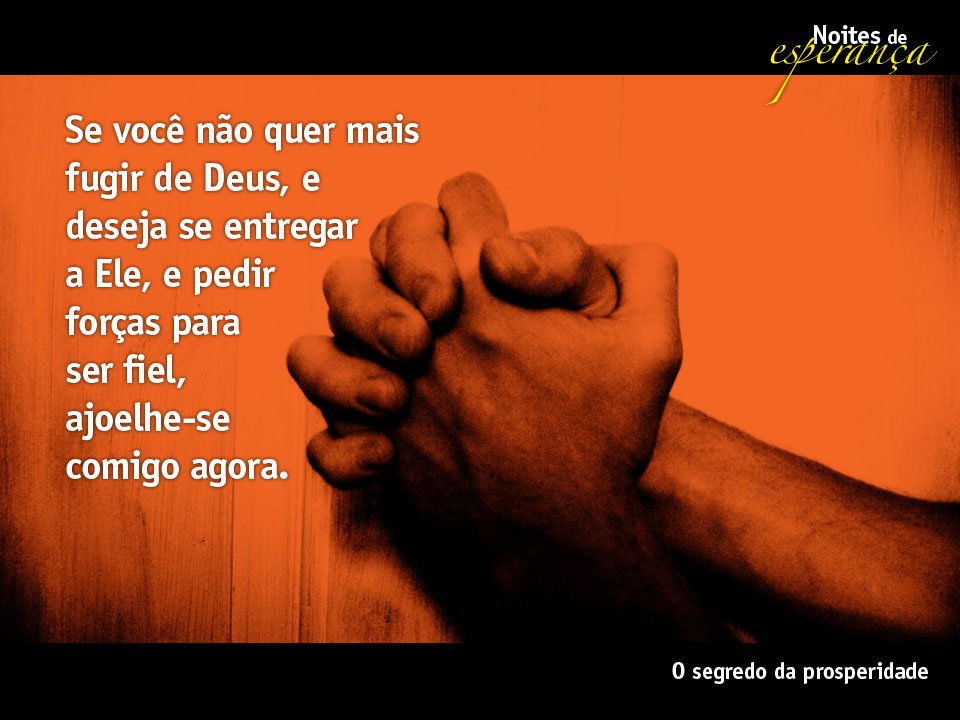 Noites de
esperança
Se você não quer mais
fugir de Deus, e
deseja se entregar
a Ele, e pedir
forças para
ser fiel,
ajoelhe-se
comigo agora.
O segredo da prosperidade